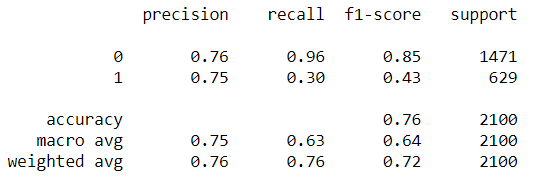 precision recall f1-score support
0 0.76 0.96 0.85 1471
1 0.75 0.30 0.43 629
accuracy 0.76 2100
macro avg 0.75 0.63 0.64 2100
weighted avg 0.76 0.76 0.72 2100